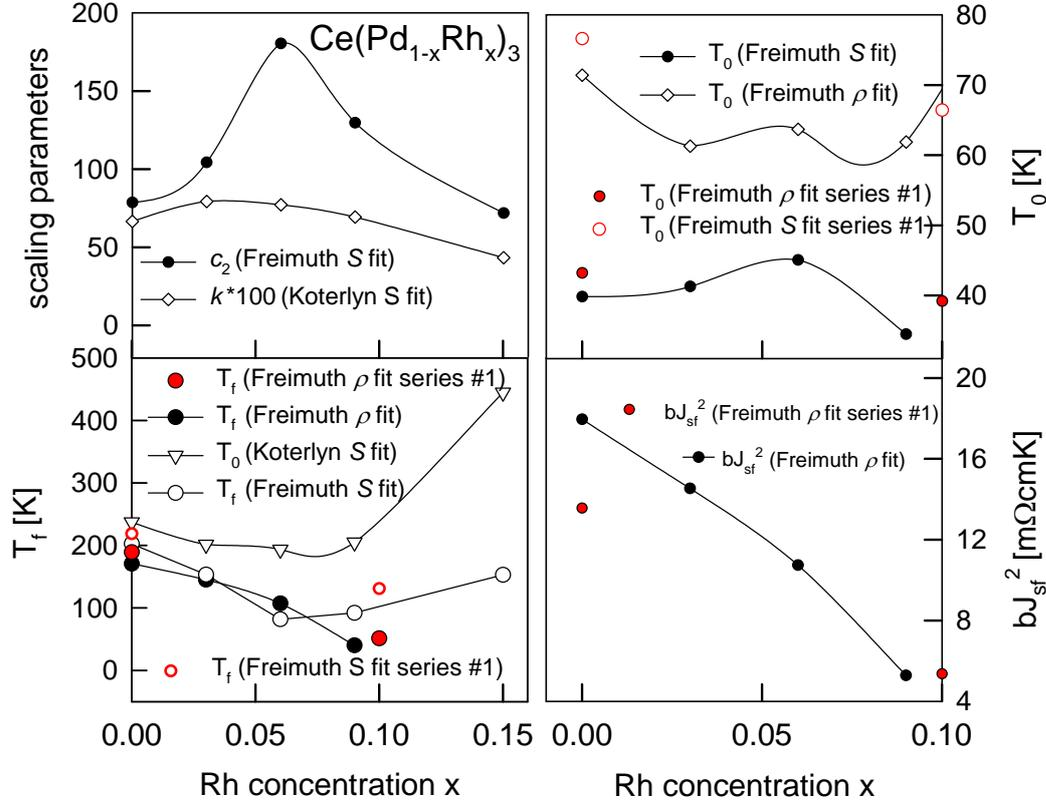 Ce(Pd1-xRhx)3
scaling parameters
200
150
100
50
0
c2 (Freimuth S fit)
k*100 (Koterlyn S fit)
T0 (Freimuth S fit)
T0 (Freimuth ρ fit)
T0 (Freimuth ρ fit series #1)
T0 (Freimuth S fit series #1)
80
70
60
50
40
T0 [K]
Tf [K]
500
400
300
200
100
0
Tf (Freimuth ρ fit series #1)
Tf (Freimuth ρ fit)
T0 (Koterlyn S fit)
Tf (Freimuth S fit)
Tf (Freimuth S fit series #1)
0.00 0.05 0.10 0.15
Rh concentration x
bJsf2 (Freimuth ρ fit series #1)
bJsf2 (Freimuth ρ fit)
20
16
12
8
4
bJsf2 [mΩcmK]
0.00 0.05 0.10
Rh concentration x